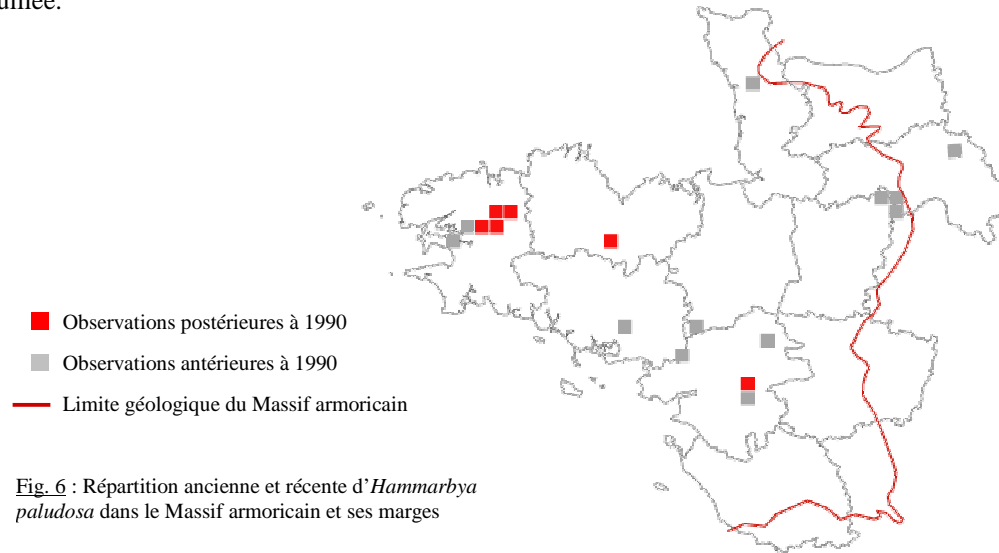 Observations postérieures à 1990
Observations antérieures à 1990
Limite géologique du Massif armoricain
Fig. 6 : Répartition ancienne et récente d’Hammarbya
paludosa dans le Massif armoricain et ses marges